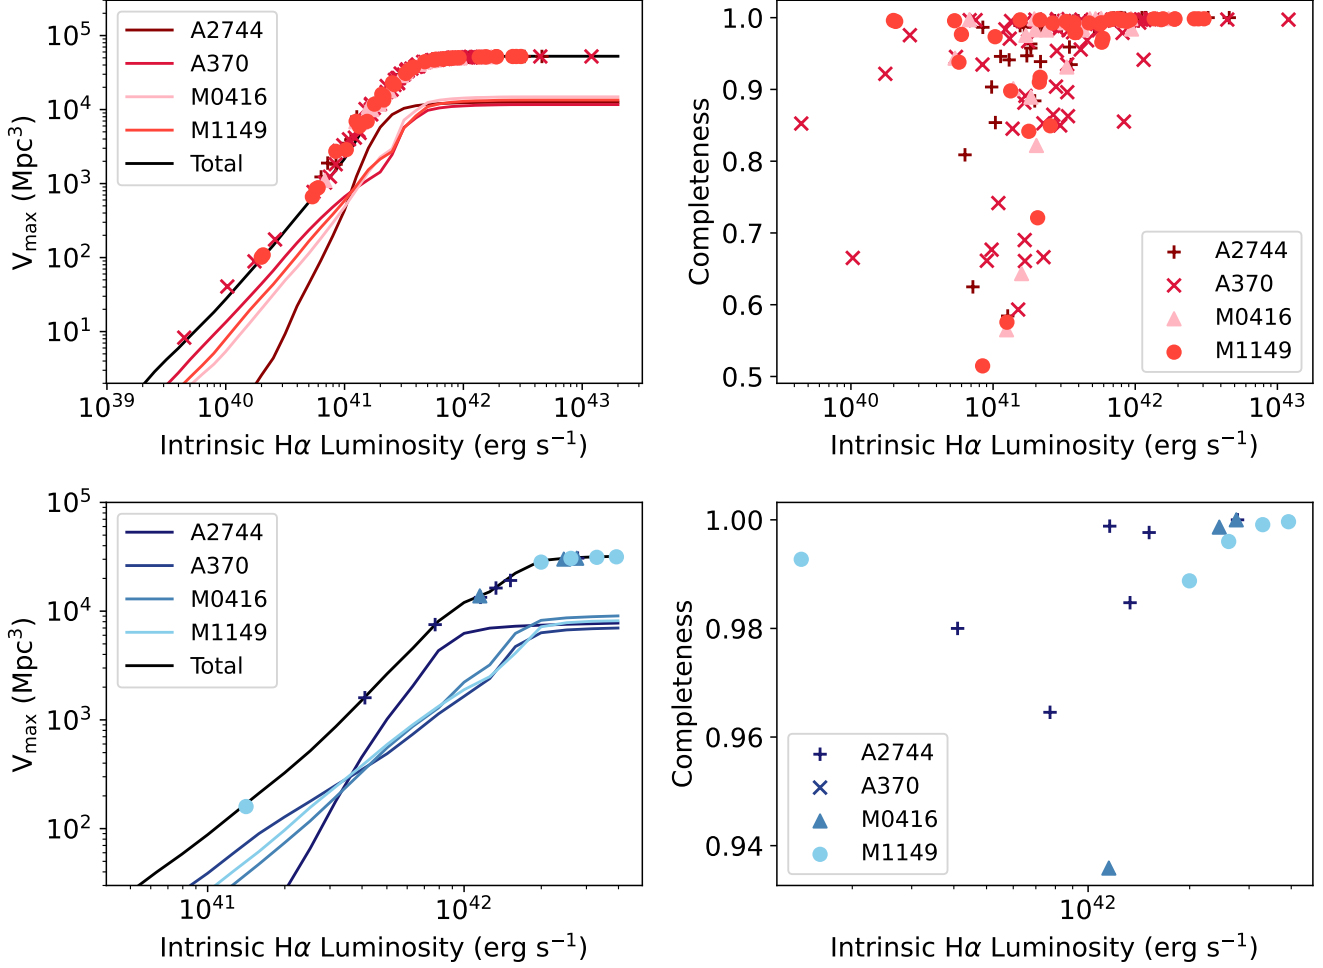 10^5
10^4
10^3
10^2
10^1
V_max (Mpc^3)
A2744
A370
M0416
M1149
Total
10^39
10^40
10^41
10^42
10^43
Intrinsic Hα Luminosity (erg s^−1)
1.0
0.9
0.8
0.7
0.6
0.5
Completeness
A2744
A370
M0416
M1149
10^40
10^41
10^42
10^43
Intrinsic Hα Luminosity (erg s^−1)
10^5
10^4
10^3
10^2
V_max (Mpc^3)
A2744
A370
M0416
M1149
Total
10^41
10^42
Intrinsic Hα Luminosity (erg s^−1)
1.00
0.98
0.96
0.94
Completeness
A2744
A370
M0416
M1149
10^42
Intrinsic Hα Luminosity (erg s^−1)